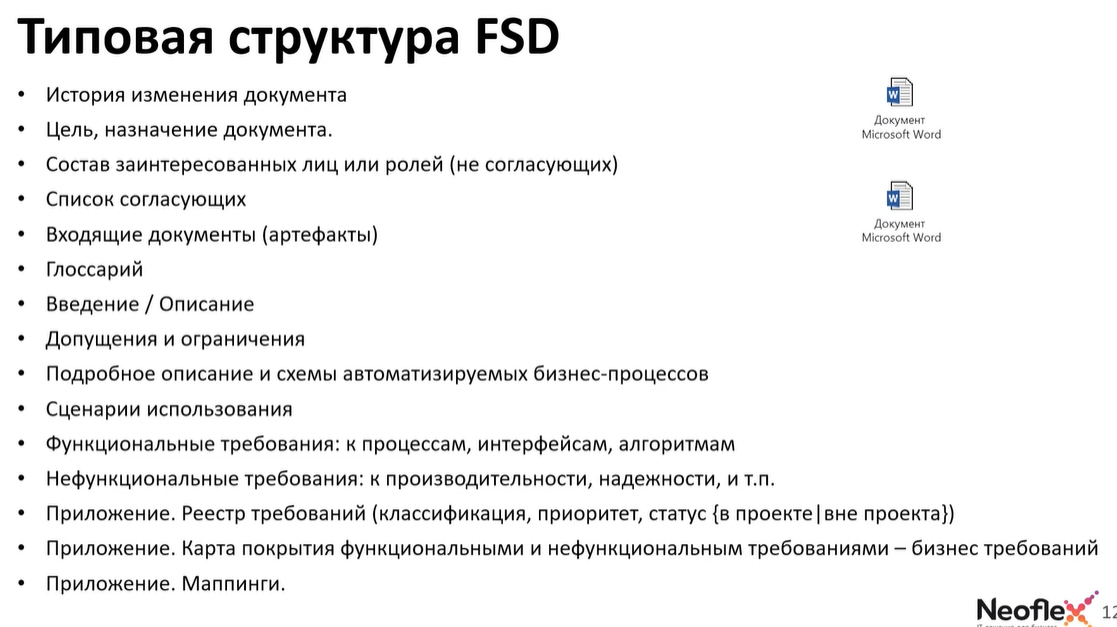 Типовая структура FSD
• История изменения документа
• Цель, назначение документа.
• Состав заинтересованных лиц или ролей (не согласующих)
• Список согласующих
• Входящие документы (артефакты)
• Глоссарий
• Введение / Описание
• Допущения и ограничения
• Подробное описание и схемы автоматизируемых бизнес-процессов
• Сценарии использования
• Функциональные требования: к процессам, интерфейсам, алгоритмам
• Нефункциональные требования: к производительности, надежности, и т.п.
• Приложение. Реестр требований (классификация, приоритет, статус {в проекте|вне проекта})
• Приложение. Карта покрытия функциональными и нефункциональным требованиями – бизнес требований
• Приложение. Маппинги.
W
Документ
Microsoft Word
W
Документ
Microsoft Word
Neoflex
12